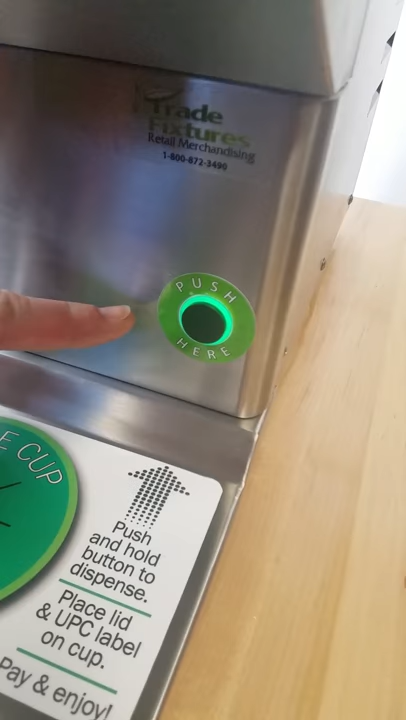 Trade
Fixtures
Retail Merchandising
1-800-872-3490
PUSH
HERE
E CUP
Push
and hold
button to
dispense.
Place lid
& UPC label
on cup.
Pay & enjoy!